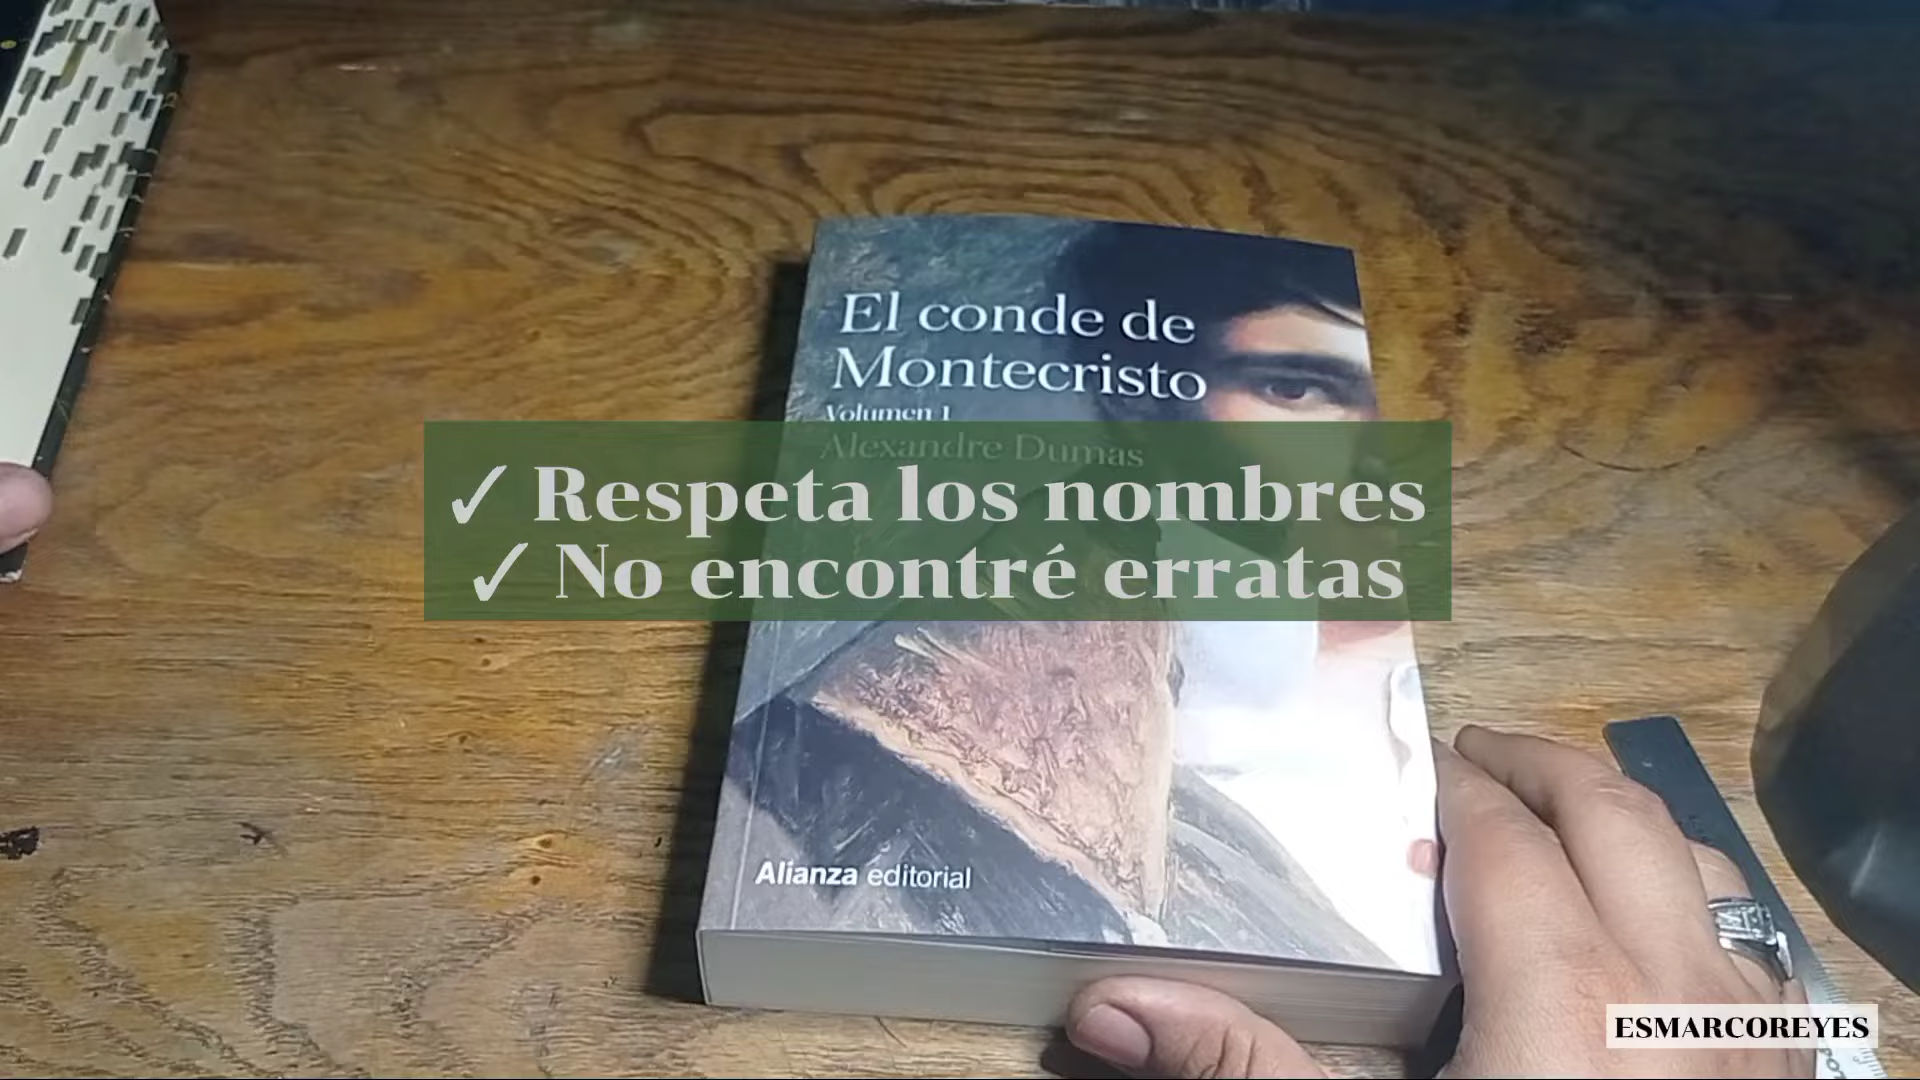 El conde de
Montecristo
Volumen 1
Alexandre Dumas
✓ Respeta los nombres
✓ No encontré erratas
Alianza editorial
ESMARCOREYES